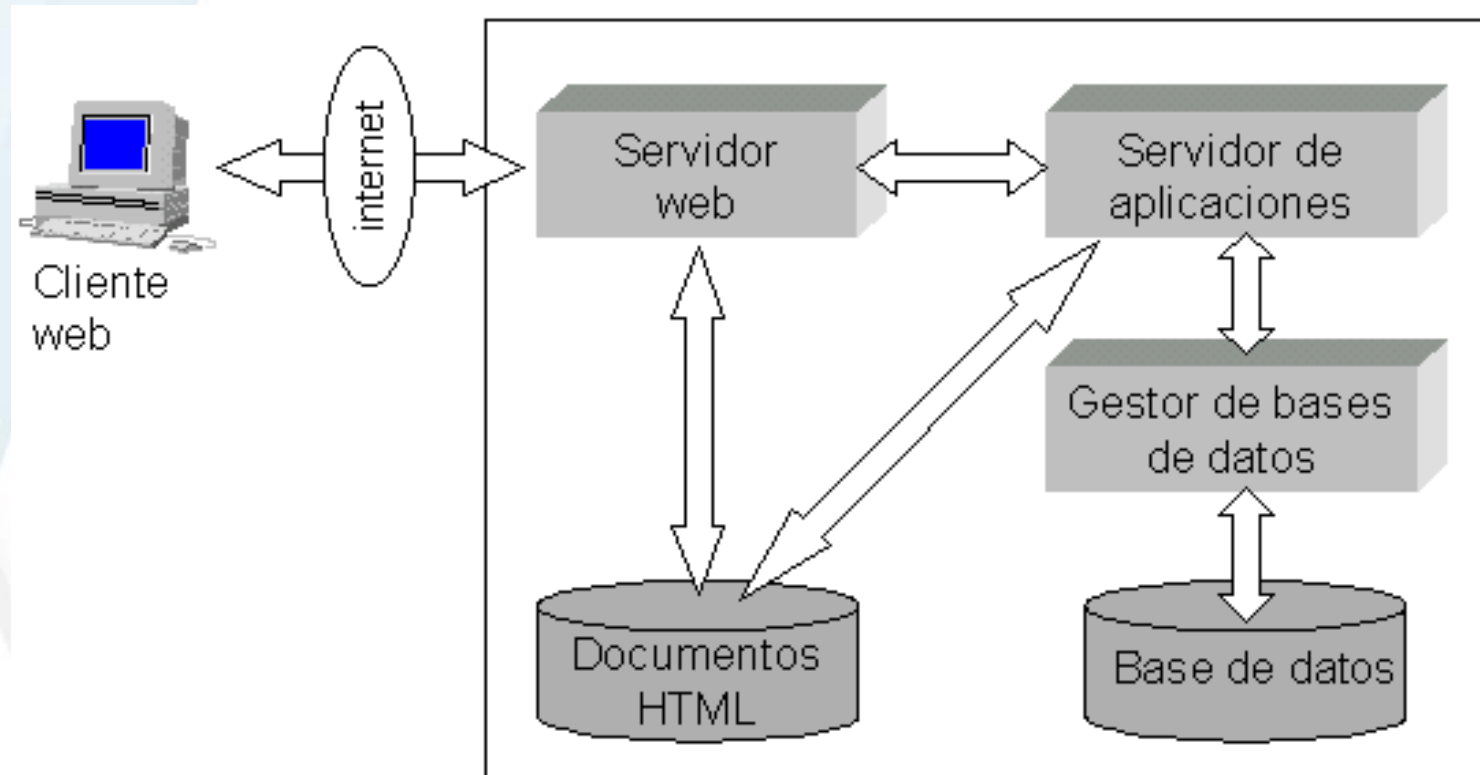 Cliente
web
internet
Servidor
web
Servidor de
aplicaciones
Gestor de bases
de datos
Documentos
HTML
Base de datos